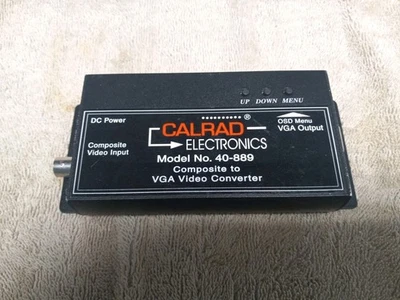 UP DOWN MENU
DC Power
OSD Menu
VGA Output
CALRAD®
ELECTRONICS
Composite
Video Input
Model No. 40-889
Composite to
VGA Video Converter